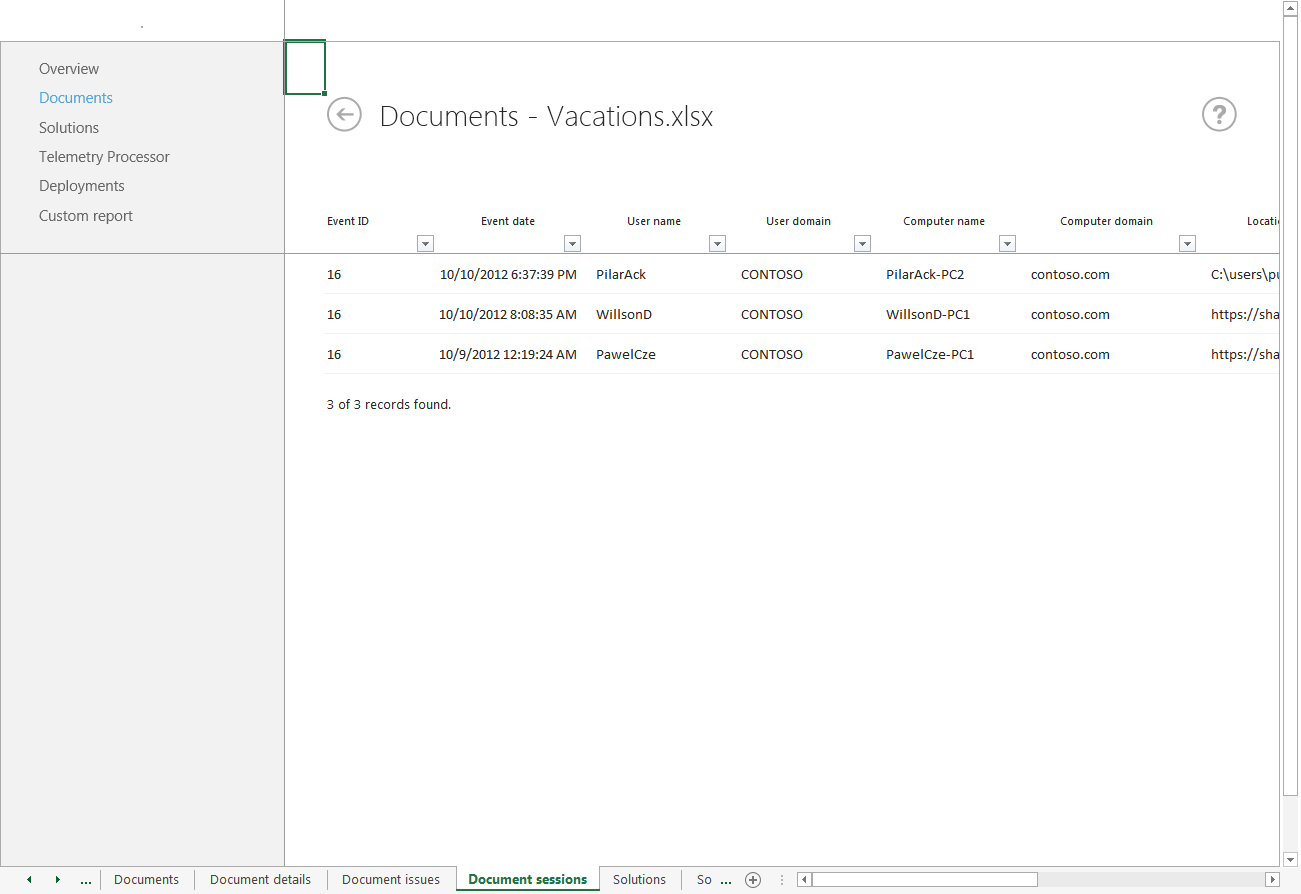 Overview
Documents
Solutions
Telemetry Processor
Deployments
Custom report
Documents - Vacations.xlsx
?
Event ID Event date User name User domain Computer name Computer domain Locatio
16 10/10/2012 6:37:39 PM PilarAck CONTOSO PilarAck-PC2 contoso.com C:\users\pu
16 10/10/2012 8:08:35 AM WillsonD CONTOSO WillsonD-PC1 contoso.com https://sha
16 10/9/2012 12:19:24 AM PawelCze CONTOSO PawelCze-PC1 contoso.com https://sha
3 of 3 records found.
... Documents Document details Document issues Document sessions Solutions So ...